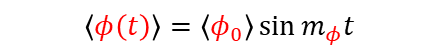 ⟨ϕ(t)⟩ = ⟨ϕ₀⟩ sin m_ϕ t